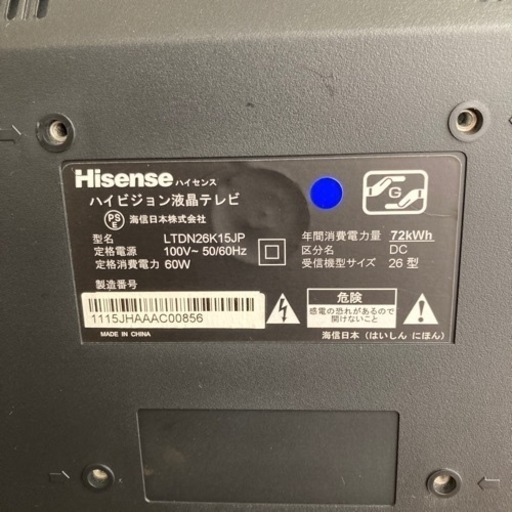 Hisense ハイセンス
ハイビジョン液晶テレビ
PS
E 海信日本株式会社
型名 LTDN26K15JP
定格電源 100V~ 50/60Hz
定格消費電力 60W
製造番号
1115JHAAAC00856
MADE IN CHINA
G
年間消費電力量 72kWh
区分名 DC
受信機型サイズ 26 型
危険
感電の恐れがあるので
開けないこと
海信日本(はいしん にほん)